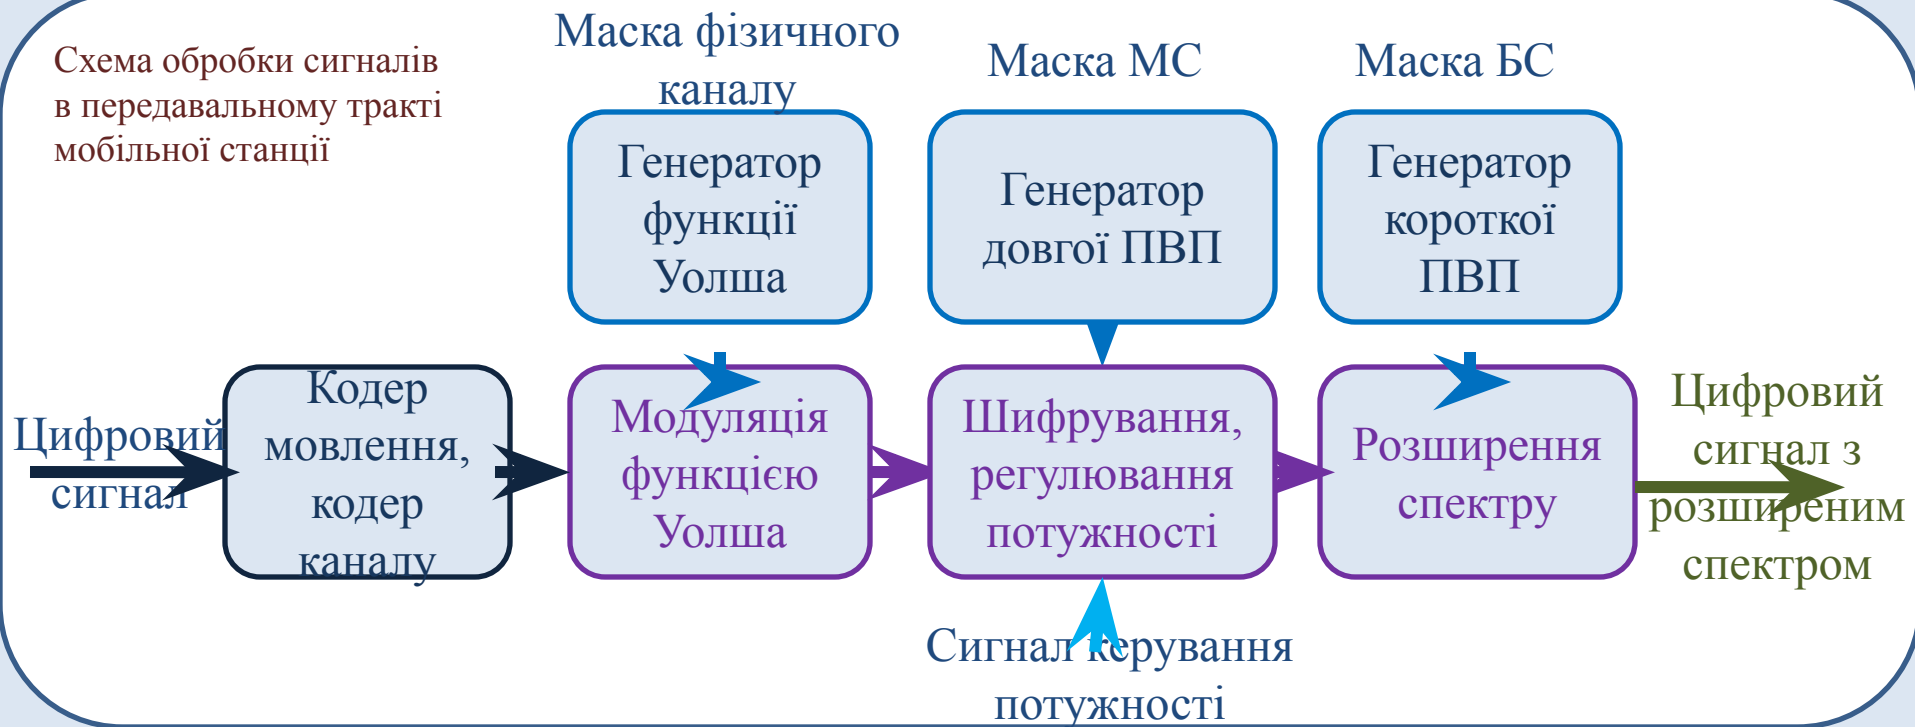 Схема обробки сигналів
в передавальному тракті
мобільної станції
Маска фізичного
каналу
Маска МС
Маска БС
Генератор
функції
Уолша
Генератор
довгої ПВП
Генератор
короткої
ПВП
Цифровий
сигнал
Кодер
мовлення,
кодер
каналу
Модуляція
функцією
Уолша
Шифрування,
регулювання
потужності
Розширення
спектру
Цифровий
сигнал з
розширеним
спектром
Сигнал керування
потужності